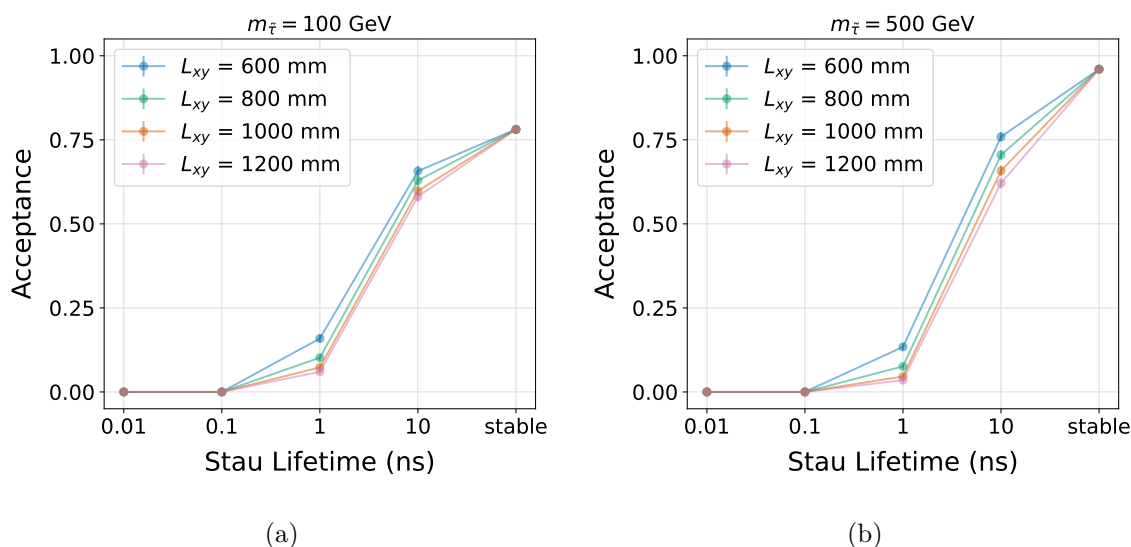 m_τ̃ = 100 GeV
1.00
0.75
0.50
0.25
0.00
Acceptance
L_xy = 600 mm
L_xy = 800 mm
L_xy = 1000 mm
L_xy = 1200 mm
0.01 0.1 1 10 stable
Stau Lifetime (ns)
(a)
m_τ̃ = 500 GeV
1.00
0.75
0.50
0.25
0.00
Acceptance
L_xy = 600 mm
L_xy = 800 mm
L_xy = 1000 mm
L_xy = 1200 mm
0.01 0.1 1 10 stable
Stau Lifetime (ns)
(b)